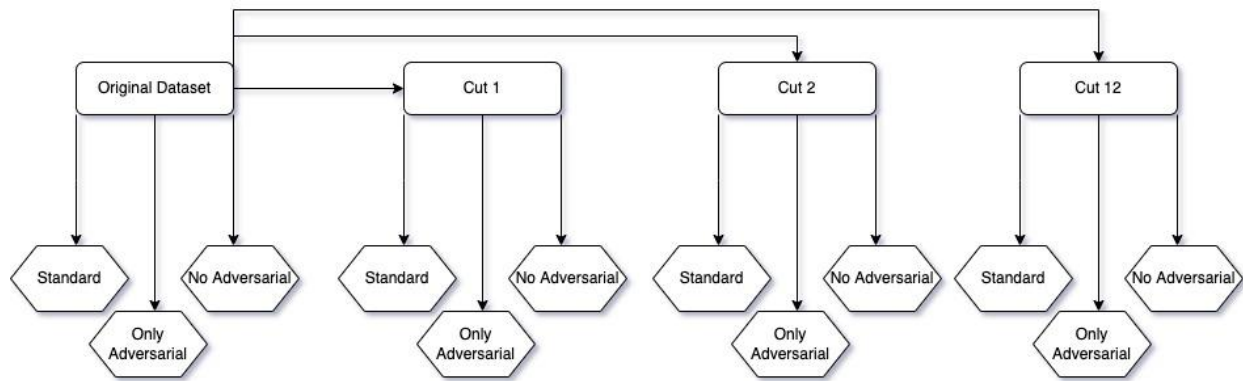 Original Dataset
Cut 1
Cut 2
Cut 12
Standard
No Adversarial
Standard
No Adversarial
Standard
No Adversarial
Standard
No Adversarial
Only
Adversarial
Only
Adversarial
Only
Adversarial
Only
Adversarial